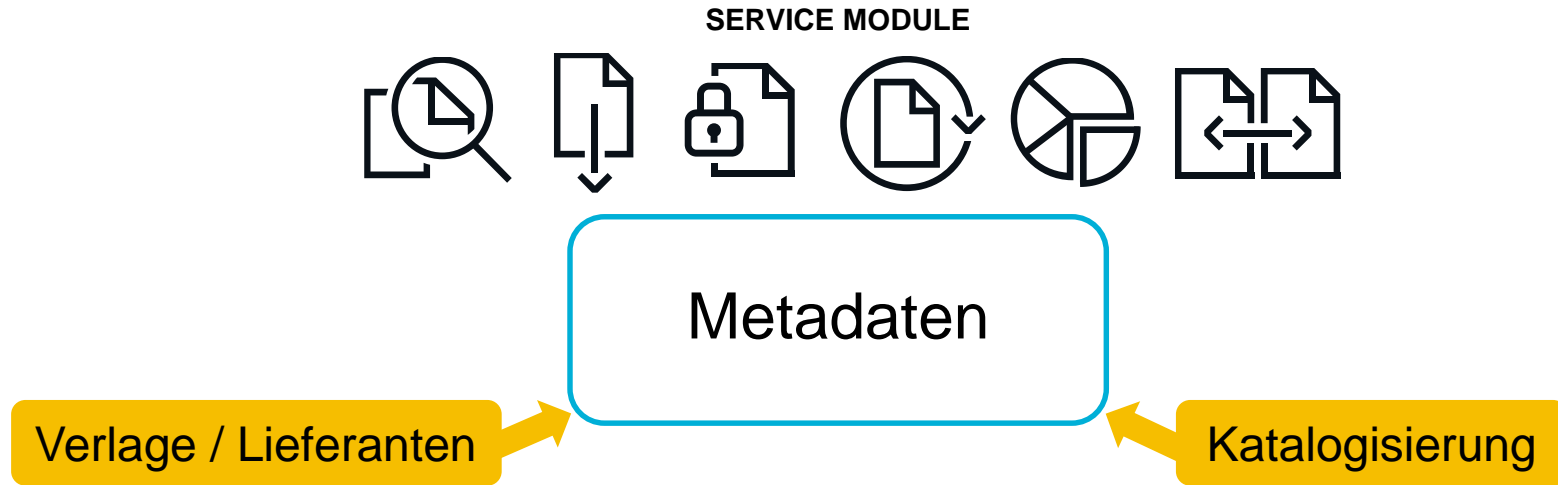 SERVICE MODULE
Metadaten
Verlage / Lieferanten
Katalogisierung